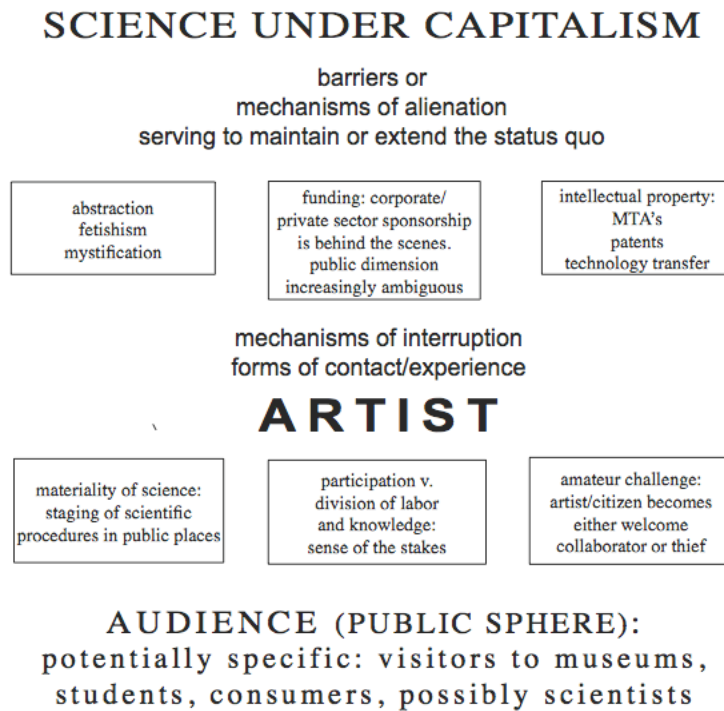 SCIENCE UNDER CAPITALISM
barriers or
mechanisms of alienation
serving to maintain or extend the status quo
abstraction
fetishism
mystification
funding: corporate/
private sector sponsorship
is behind the scenes.
public dimension
increasingly ambiguous
intellectual property:
MTA's
patents
technology transfer
mechanisms of interruption
forms of contact/experience
ARTIST
materiality of science:
staging of scientific
procedures in public places
participation v.
division of labor
and knowledge:
sense of the stakes
amateur challenge:
artist/citizen becomes
either welcome
collaborator or thief
AUDIENCE (PUBLIC SPHERE):
potentially specific: visitors to museums,
students, consumers, possibly scientists